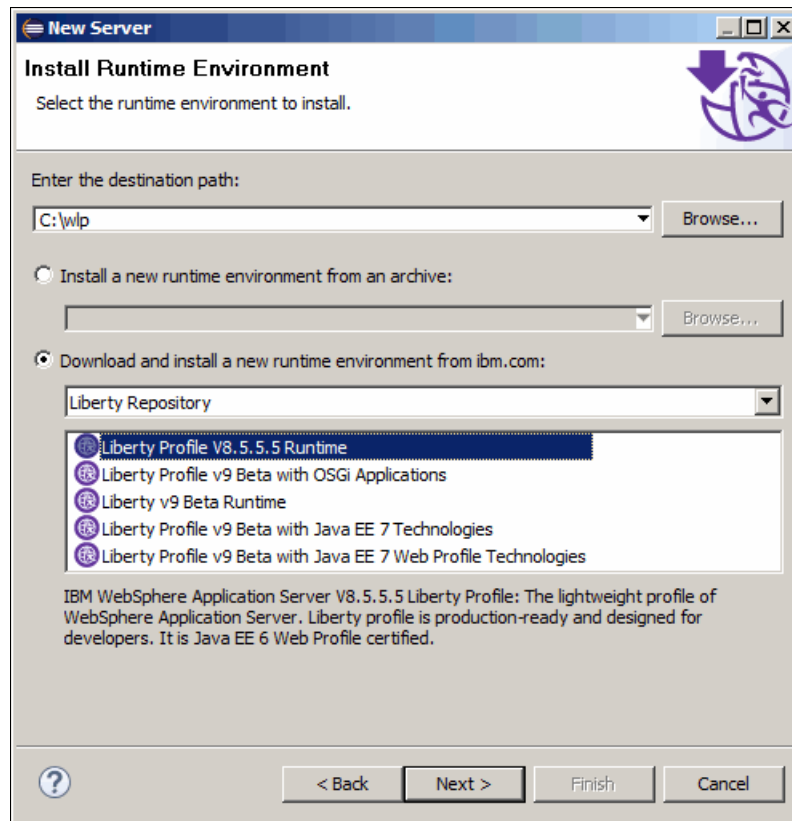 New Server
Install Runtime Environment
Select the runtime environment to install.
Enter the destination path:
C:\wlp
Browse...
Install a new runtime environment from an archive:
Browse...
Download and install a new runtime environment from ibm.com:
Liberty Repository
Liberty Profile V8.5.5.5 Runtime
Liberty Profile v9 Beta with OSGi Applications
Liberty v9 Beta Runtime
Liberty Profile v9 Beta with Java EE 7 Technologies
Liberty Profile v9 Beta with Java EE 7 Web Profile Technologies
IBM WebSphere Application Server V8.5.5.5 Liberty Profile: The lightweight profile of
WebSphere Application Server. Liberty profile is production-ready and designed for
developers. It is Java EE 6 Web Profile certified.
? < Back Next > Finish Cancel